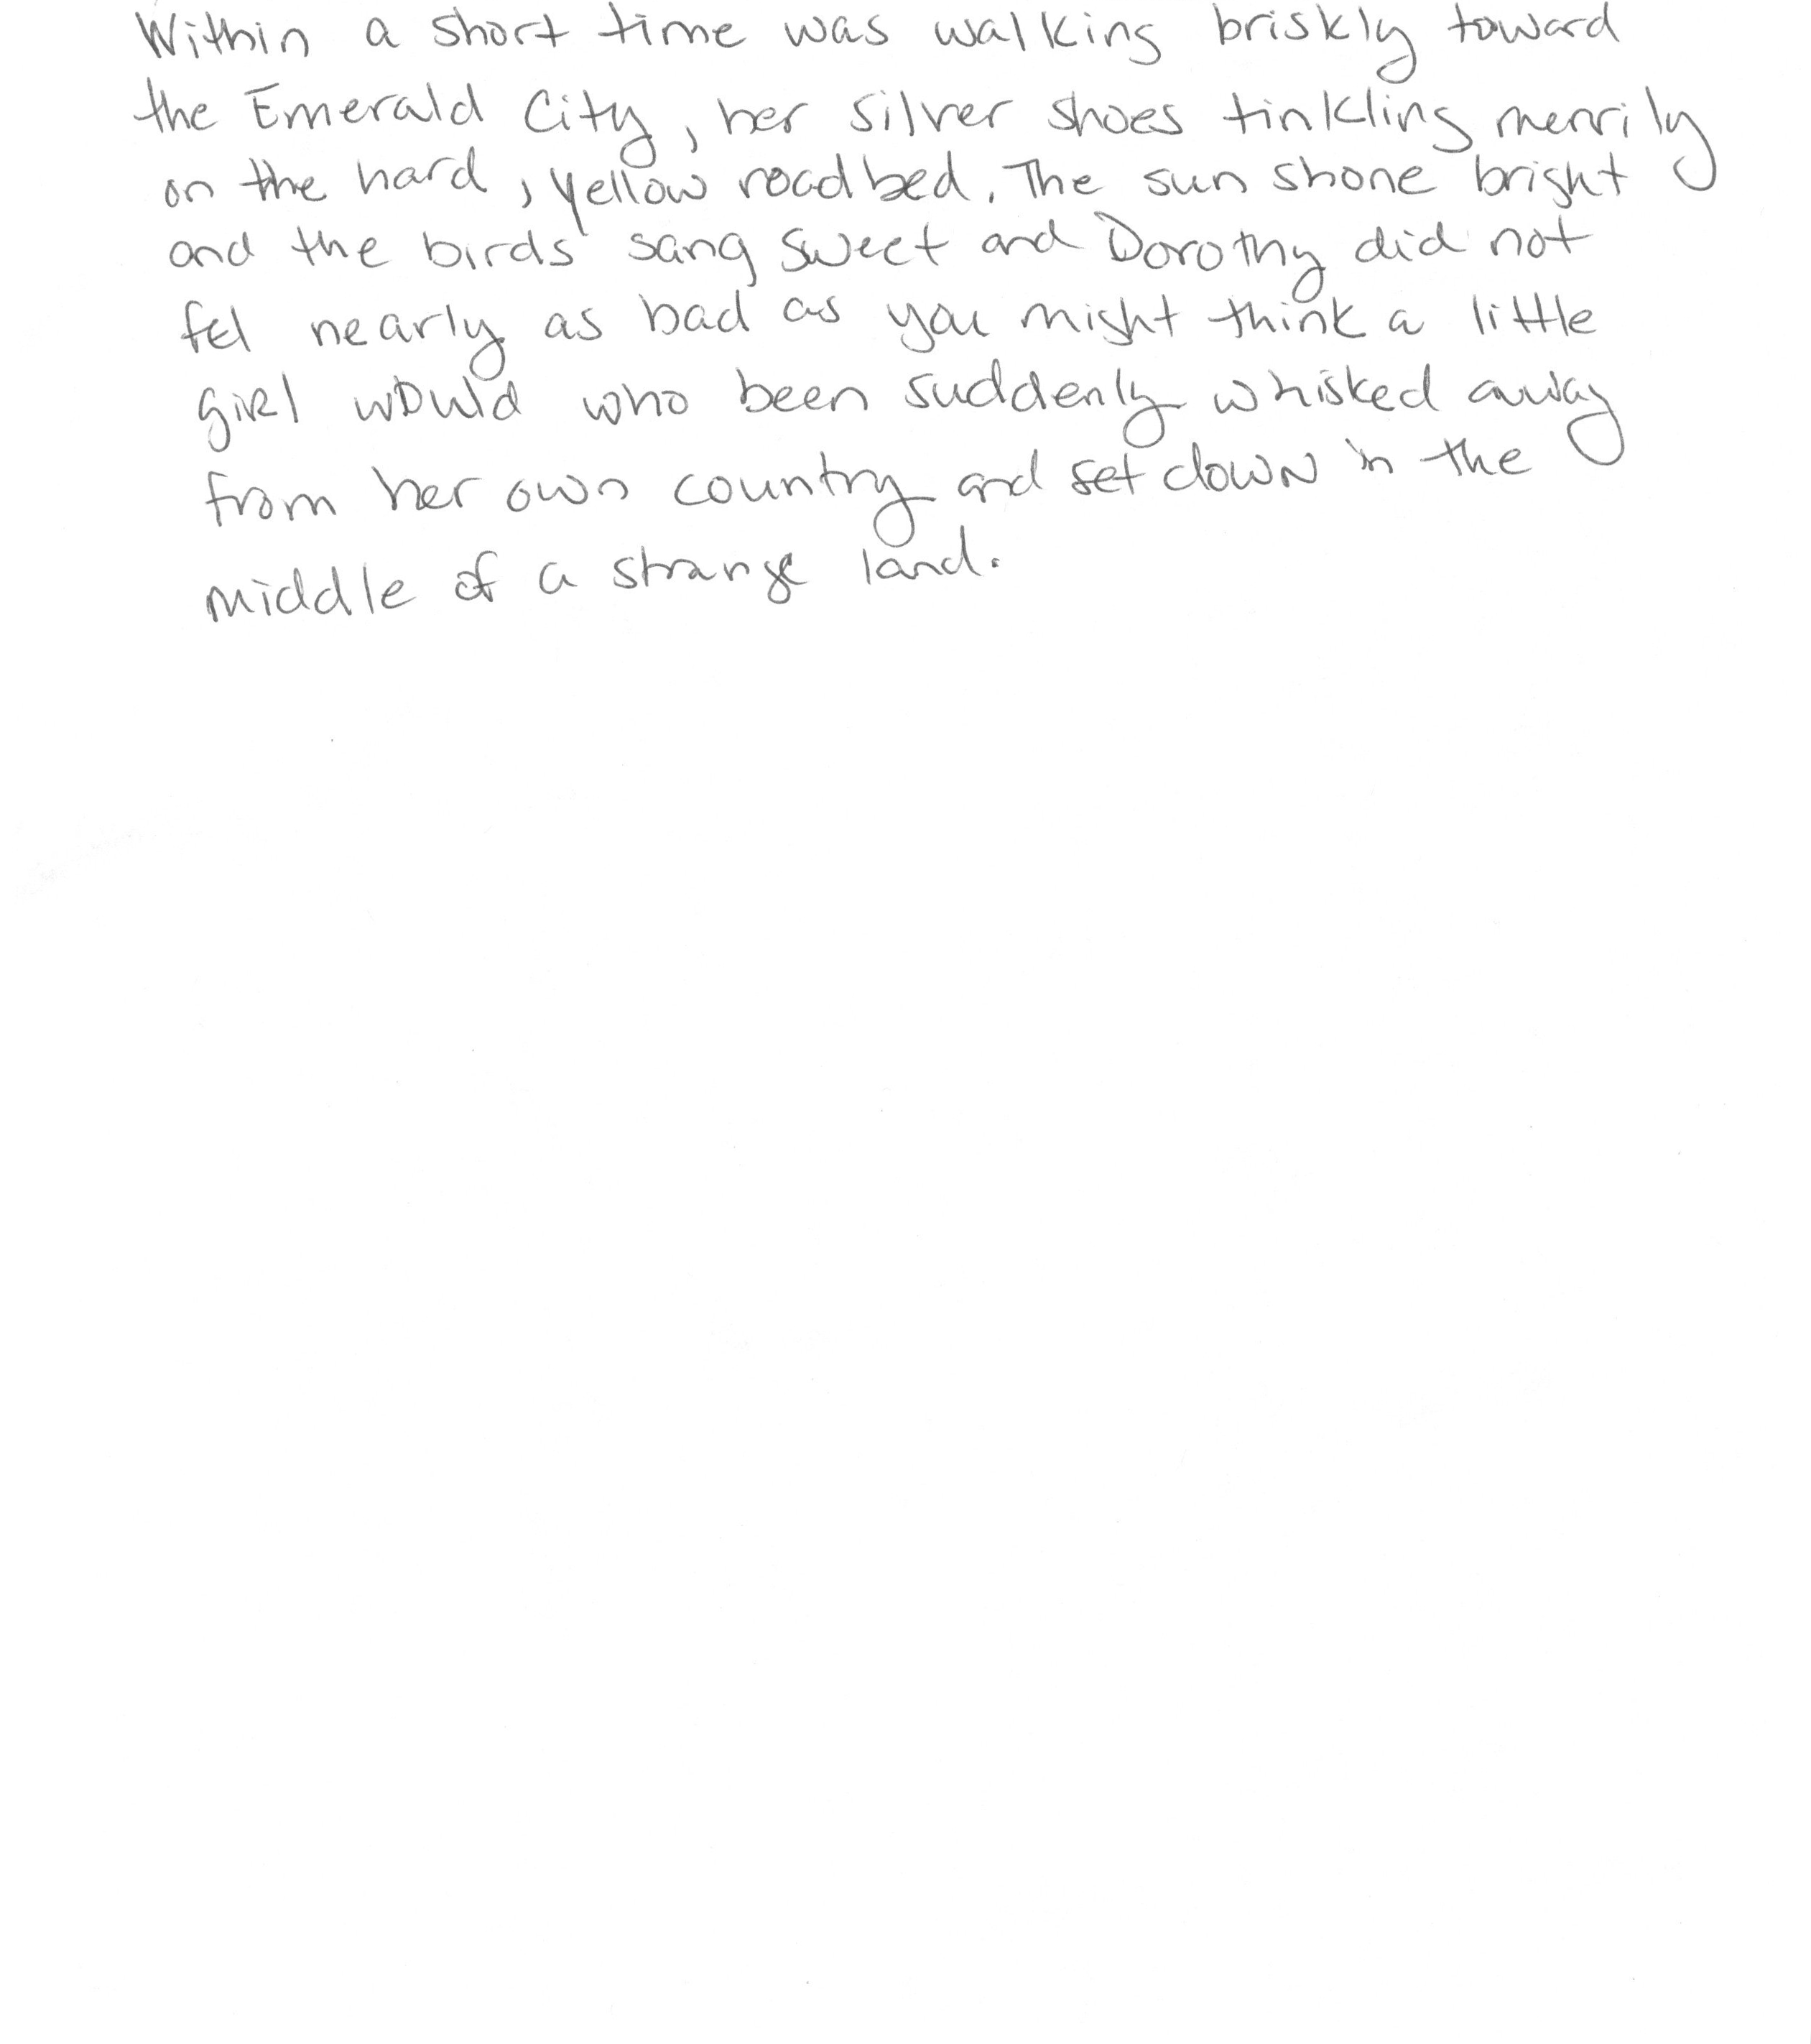 Within a short time was walking briskly toward
the Emerald City, her silver shoes tinkling merrily
on the hard, yellow roadbed. The sun shone bright
and the birds sang sweet and Dorothy did not
fel nearly as bad as you might think a little
girl would who been suddenly whisked away
from her own country and set down in the
middle of a strange land.